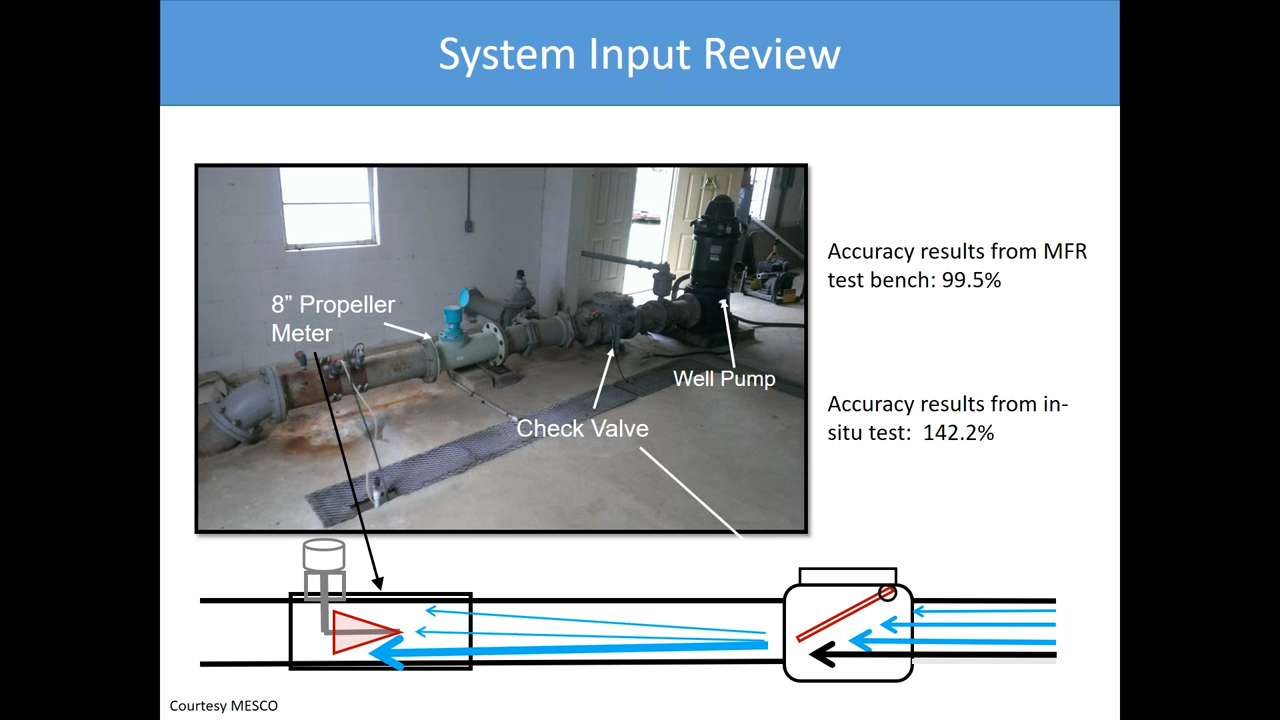 System Input Review
8” Propeller
Meter
Well Pump
Check Valve
Accuracy results from MFR
test bench: 99.5%
Accuracy results from in-
situ test:  142.2%
Courtesy MESCO